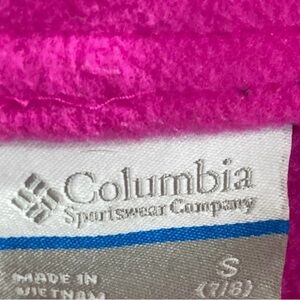 Columbia
Sportswear Company
S
(7/8)
MADE IN
VIETNAM